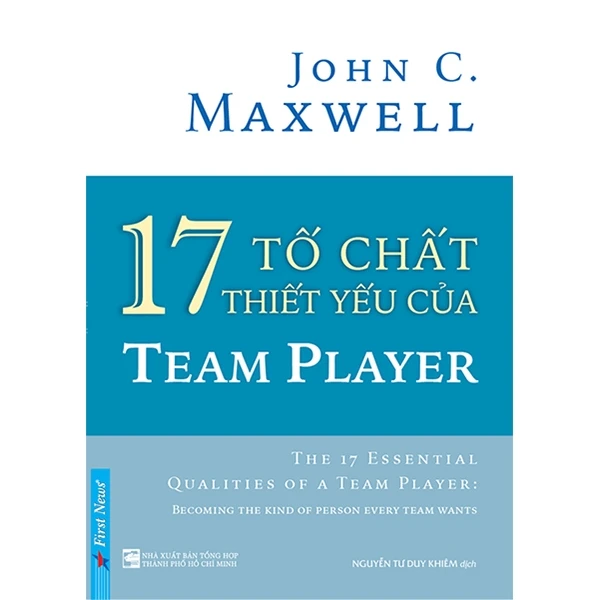 JOHN C.
MAXWELL
17 TỐ CHẤT
THIẾT YẾU CỦA
TEAM PLAYER
THE 17 ESSENTIAL
QUALITIES OF A TEAM PLAYER:
BECOMING THE KIND OF PERSON EVERY TEAM WANTS
First News
NHÀ XUẤT BẢN TỔNG HỢP
THÀNH PHỐ HỒ CHÍ MINH
NGUYỄN TƯ DUY KHIÊM dịch